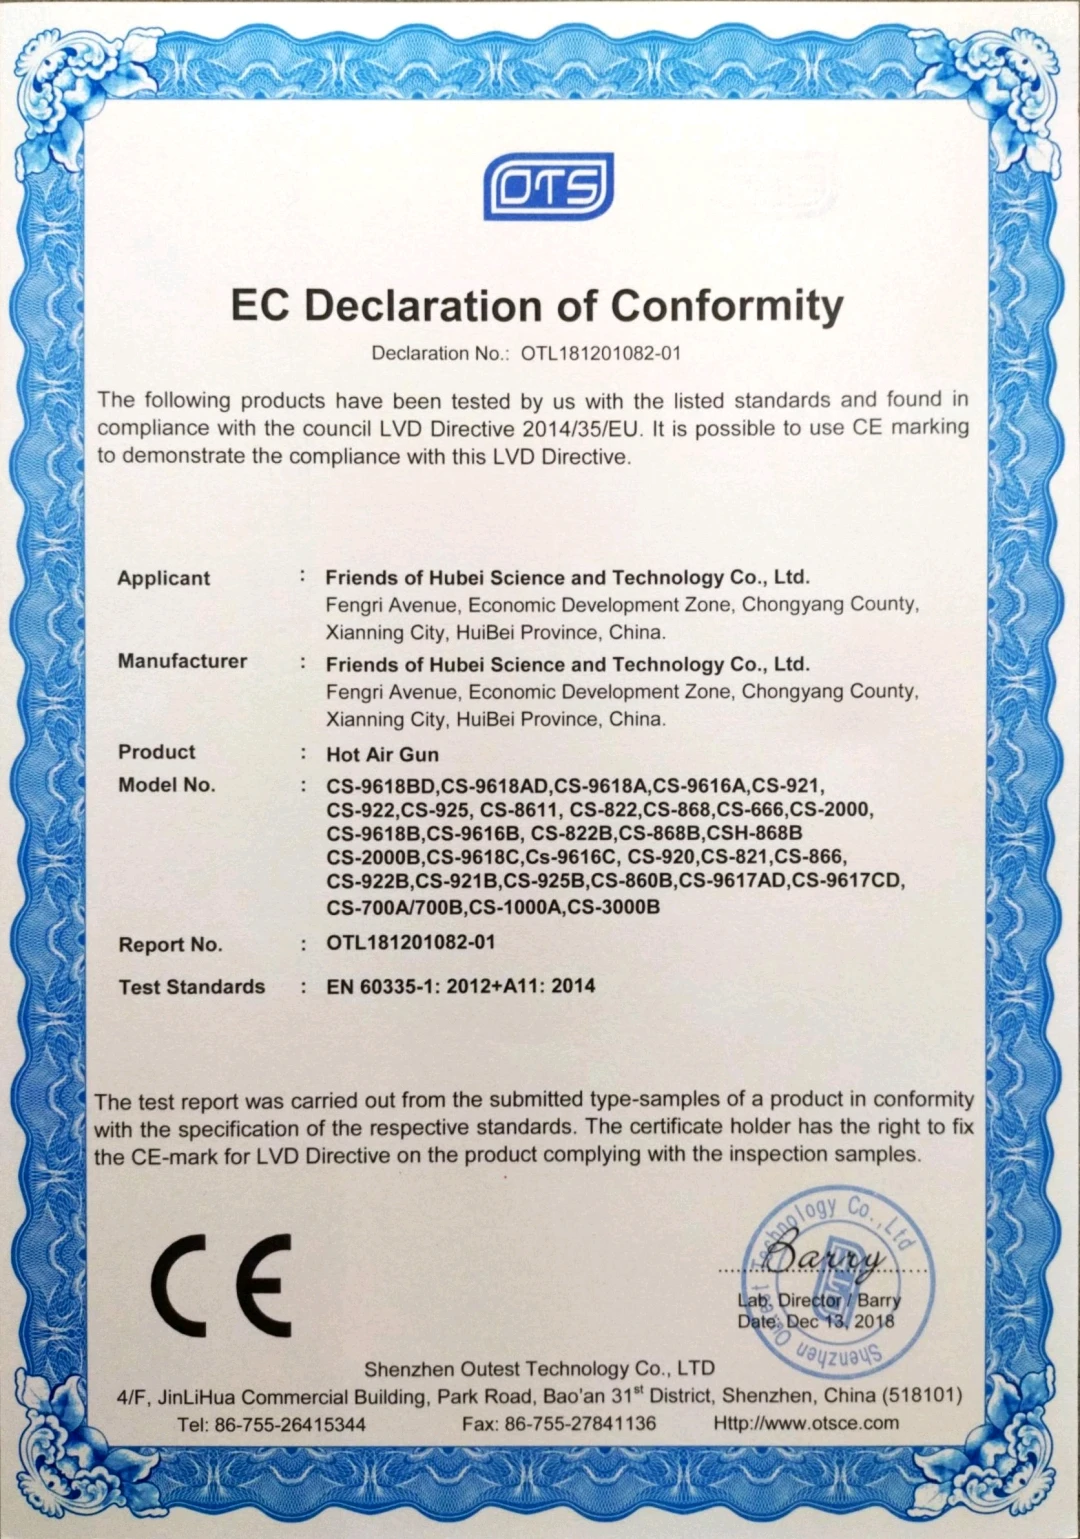 OTS
EC Declaration of Conformity
Declaration No.: OTL181201082-01
The following products have been tested by us with the listed standards and found in
compliance with the council LVD Directive 2014/35/EU. It is possible to use CE marking
to demonstrate the compliance with this LVD Directive.
Applicant : Friends of Hubei Science and Technology Co., Ltd.
Fengri Avenue, Economic Development Zone, Chongyang County,
Xianning City, HuiBei Province, China.
Manufacturer : Friends of Hubei Science and Technology Co., Ltd.
Fengri Avenue, Economic Development Zone, Chongyang County,
Xianning City, HuiBei Province, China.
Product : Hot Air Gun
Model No. : CS-9618BD,CS-9618AD,CS-9618A,CS-9616A,CS-921,
CS-922,CS-925, CS-8611, CS-822,CS-868,CS-666,CS-2000,
CS-9618B,CS-9616B, CS-822B,CS-868B,CSH-868B
CS-2000B,CS-9618C,Cs-9616C, CS-920,CS-821,CS-866,
CS-922B,CS-921B,CS-925B,CS-860B,CS-9617AD,CS-9617CD,
CS-700A/700B,CS-1000A,CS-3000B
Report No. : OTL181201082-01
Test Standards : EN 60335-1: 2012+A11: 2014
The test report was carried out from the submitted type-samples of a product in conformity
with the specification of the respective standards. The certificate holder has the right to fix
the CE-mark for LVD Directive on the product complying with the inspection samples.
CE
Shenzhen Outest Technology Co., Ltd
OTS
Barry
Lab. Director / Barry
Date: Dec 13, 2018
Shenzhen Outest Technology Co., LTD
4/F, JinLiHua Commercial Building, Park Road, Bao'an 31st District, Shenzhen, China (518101)
Tel: 86-755-26415344 Fax: 86-755-27841136 Http://www.otsce.com